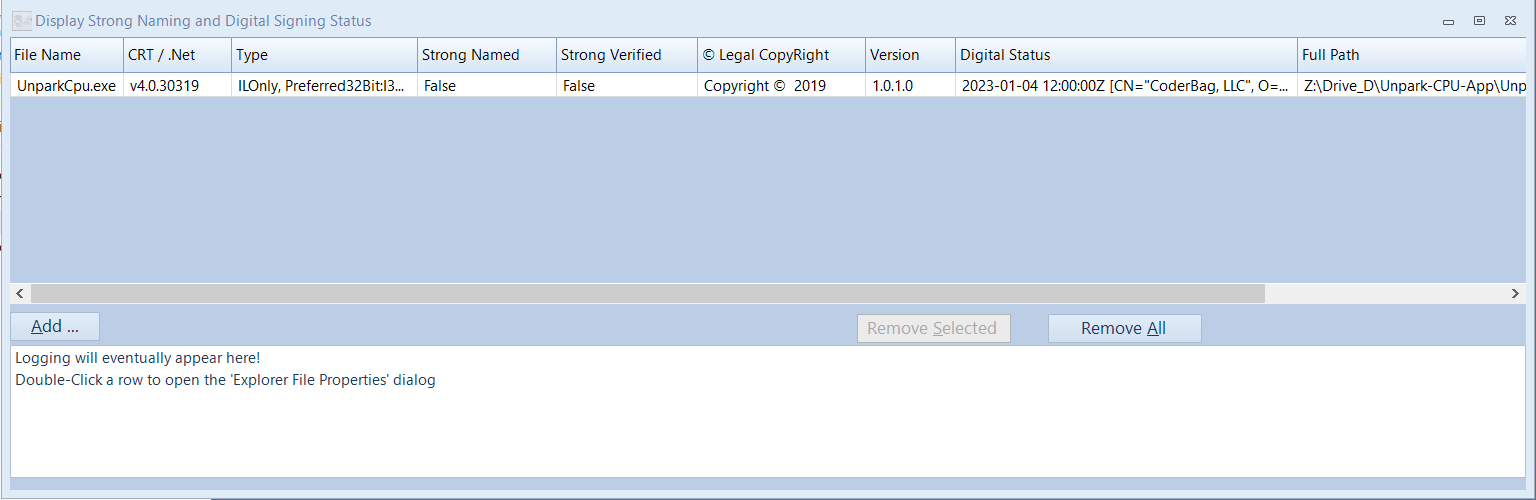 Display Strong Naming and Digital Signing Status
File Name CRT / .Net Type Strong Named Strong Verified © Legal CopyRight Version Digital Status Full Path
UnparkCpu.exe v4.0.30319 ILOnly, Preferred32Bit:I3... False False Copyright © 2019 1.0.1.0 2023-01-04 12:00:00Z [CN="CoderBag, LLC", O=... Z:\Drive_D\Unpark-CPU-App\Unp
Add ... Remove Selected Remove All
Logging will eventually appear here!
Double-Click a row to open the 'Explorer File Properties' dialog